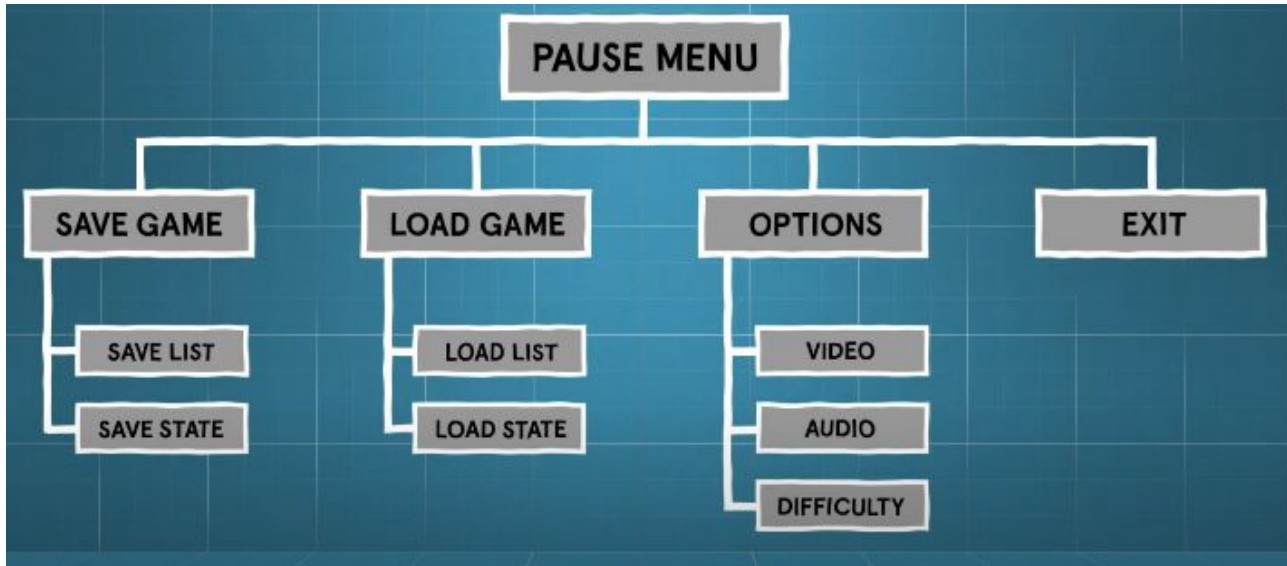 PAUSE MENU
SAVE GAME
LOAD GAME
OPTIONS
EXIT
SAVE LIST
LOAD LIST
VIDEO
SAVE STATE
LOAD STATE
AUDIO
DIFFICULTY